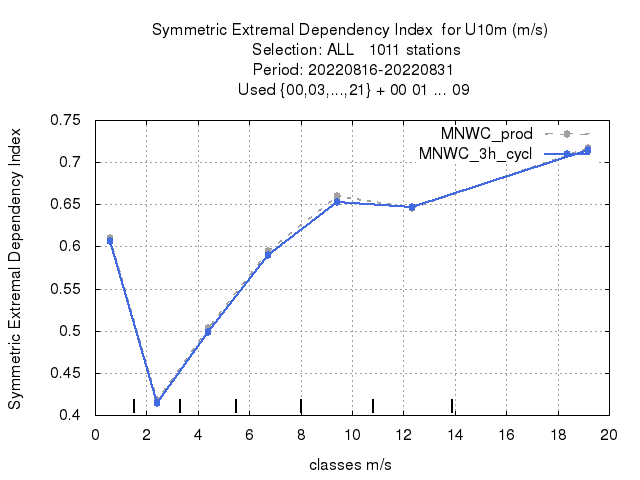 Symmetric Extremal Dependency Index  for U10m (m/s)
Selection: ALL   1011 stations
Period: 20220816-20220831
Used {00,03,...,21} + 00 01 ... 09
MNWC_prod
MNWC_3h_cycl
Symmetric Extremal Dependency Index
0.75
0.7
0.65
0.6
0.55
0.5
0.45
0.4
0 2 4 6 8 10 12 14 16 18 20
classes m/s